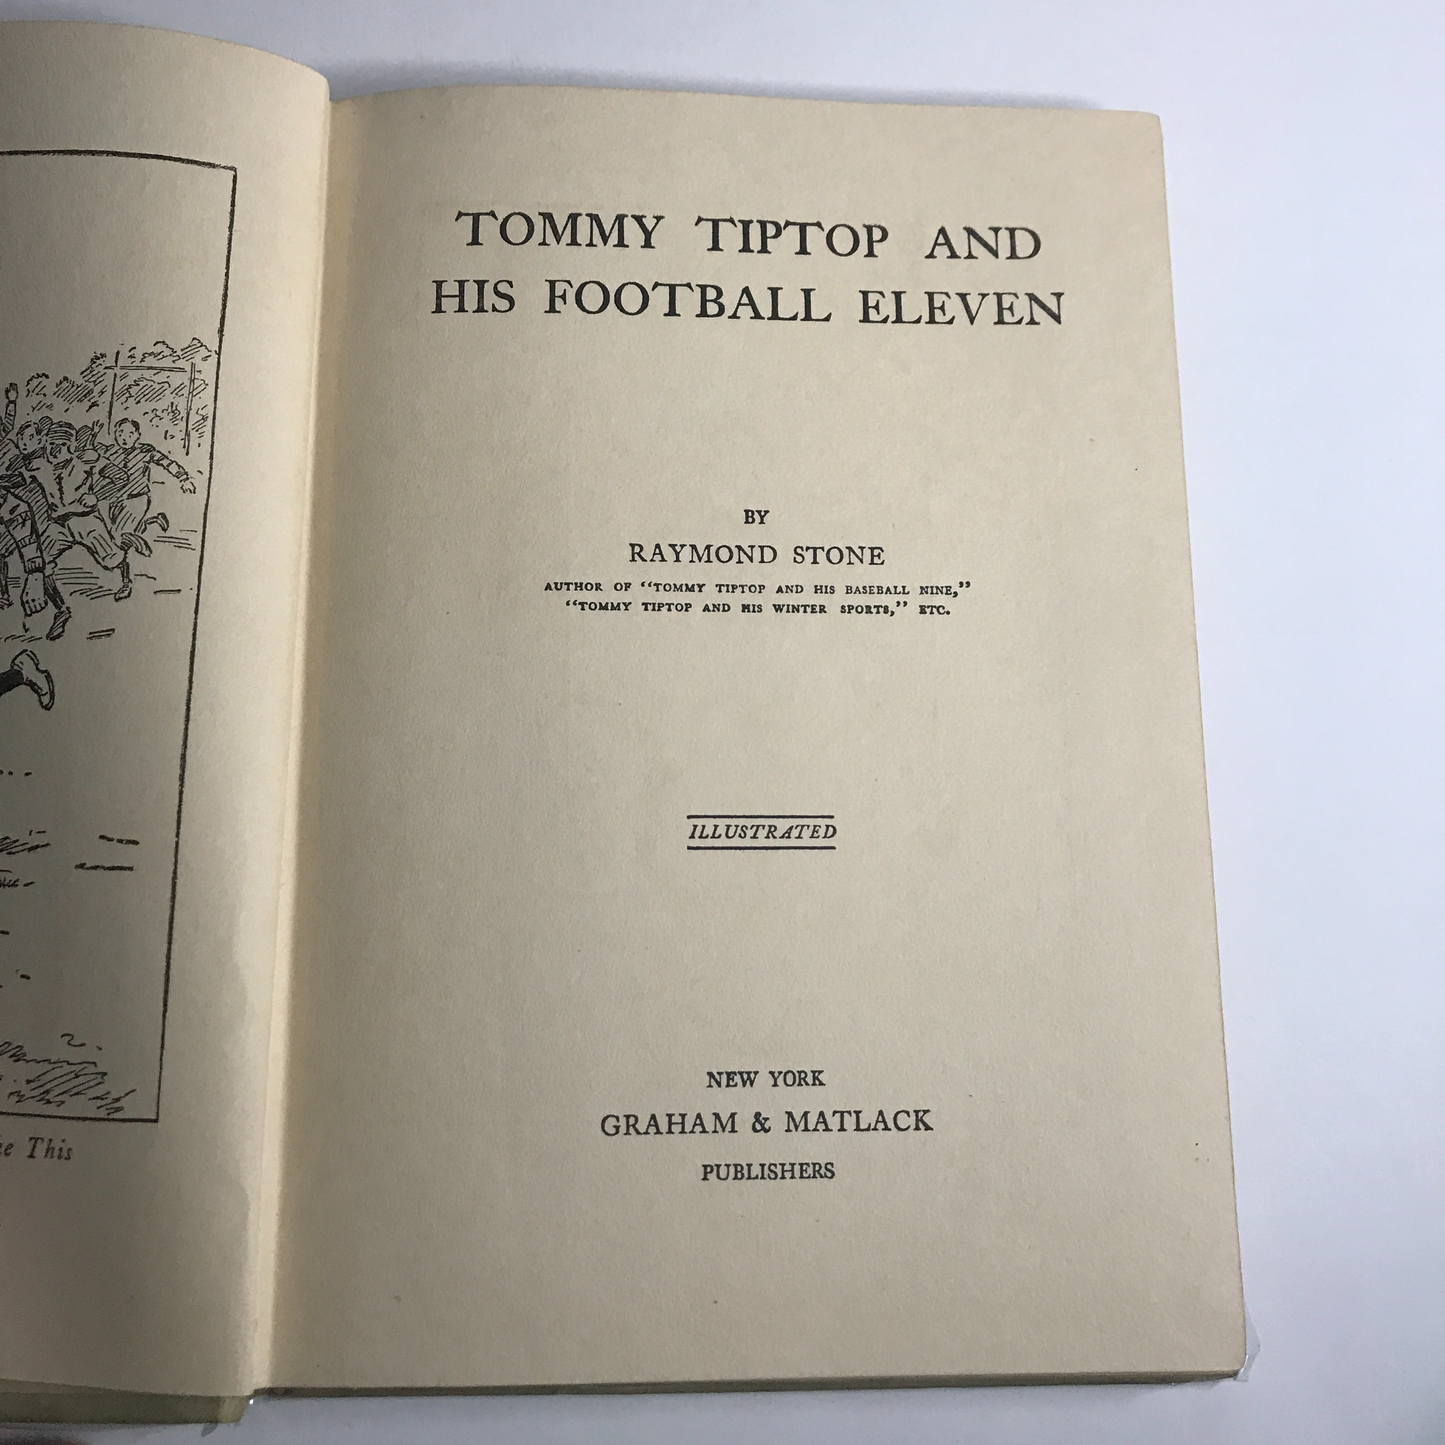 This
TOMMY TIPTOP AND
HIS FOOTBALL ELEVEN
BY
RAYMOND STONE
AUTHOR OF "TOMMY TIPTOP AND HIS BASEBALL NINE,"
"TOMMY TIPTOP AND HIS WINTER SPORTS," ETC.
ILLUSTRATED
NEW YORK
GRAHAM & MATLACK
PUBLISHERS